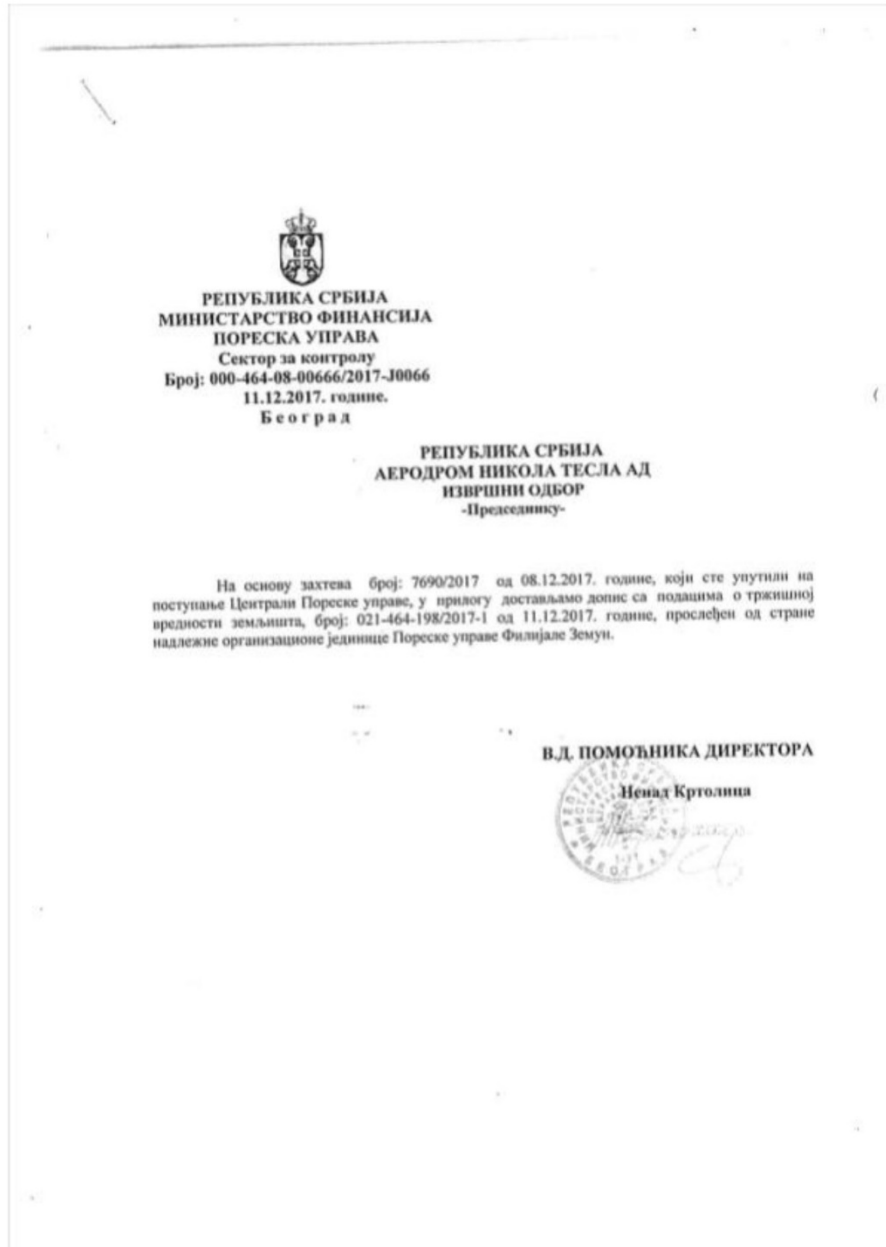 РЕПУБЛИКА СРБИЈА
МИНИСТАРСТВО ФИНАНСИЈА
ПОРЕСКА УПРАВА
Сектор за контролу
Број: 000-464-08-00666/2017-J0066
11.12.2017. године.
Београд
РЕПУБЛИКА СРБИЈА
АЕРОДРОМ НИКОЛА ТЕСЛА АД
ИЗВРШНИ ОДБОР
-Председнику-
На основу захтева број: 7690/2017 од 08.12.2017. године, који сте упутили на
поступање Централи Пореске управе, у прилогу достављамо допис са подацима о тржишној
вредности земљишта, број: 021-464-198/2017-1 од 11.12.2017. године, прослеђен од стране
надлежне организационе јединице Пореске управе Филијале Земун.
В.Д. ПОМОЋНИКА ДИРЕКТОРА
Ненад Кртолица